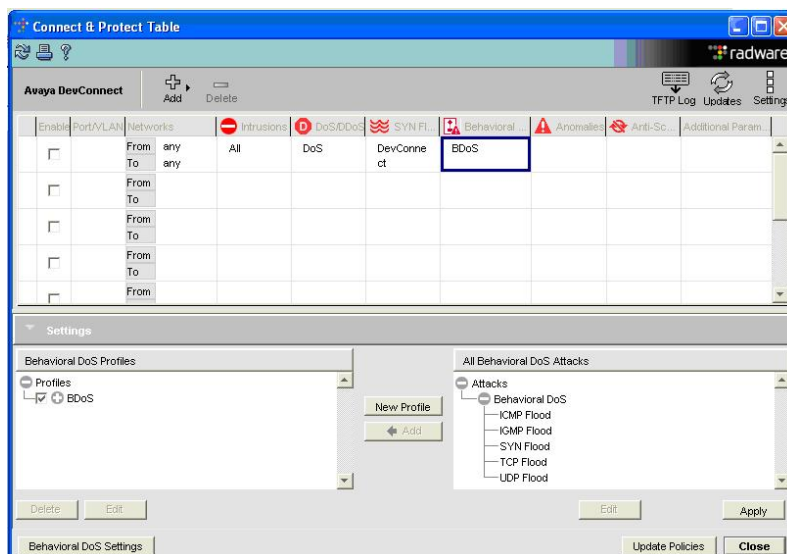 Connect & Protect Table
radware
Avaya DevConnect Add Delete TFTP Log Updates Settings
Enable Port/VLAN Networks Intrusions DoS/DDoS SYN Fl... Behavioral ... Anomalies Anti-Sc... Additional Param...
From any All DoS DevConne BDoS
To any ct
From
To
From
To
From
To
From
Settings
Behavioral DoS Profiles All Behavioral DoS Attacks
Profiles Attacks
BDoS Behavioral DoS
New Profile ICMP Flood
Add IGMP Flood
SYN Flood
TCP Flood
UDP Flood
Delete Edit Edit Apply
Behavioral DoS Settings Update Policies Close